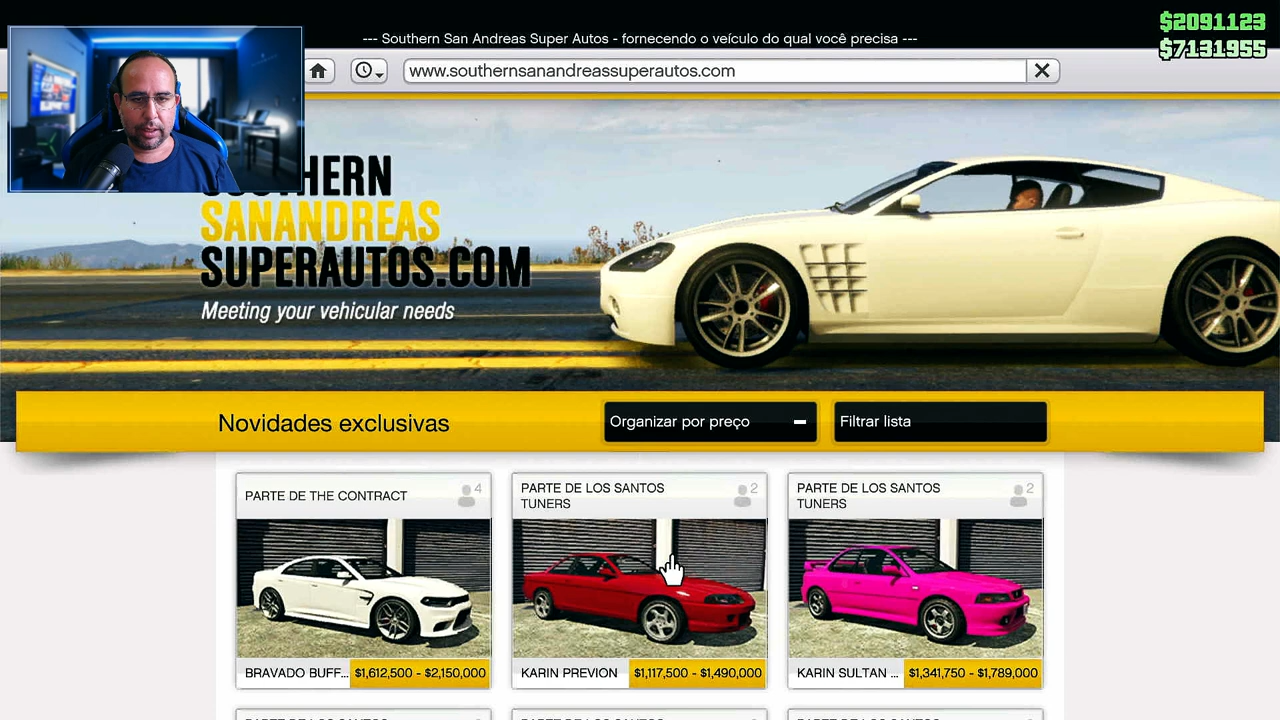 $2091123
$7131955
--- Southern San Andreas Super Autos - fornecendo o veículo do qual você precisa ---
www.southernsanandreassuperautos.com
SANANDREAS
SUPERAUTOS.COM
Meeting your vehicular needs
Novidades exclusivas
Organizar por preço
Filtrar lista
PARTE DE THE CONTRACT
4
PARTE DE LOS SANTOS
TUNERS
2
PARTE DE LOS SANTOS
TUNERS
2
BRAVADO BUFF... $1,612,500 - $2,150,000
KARIN PREVION $1,117,500 - $1,490,000
KARIN SULTAN ... $1,341,750 - $1,789,000